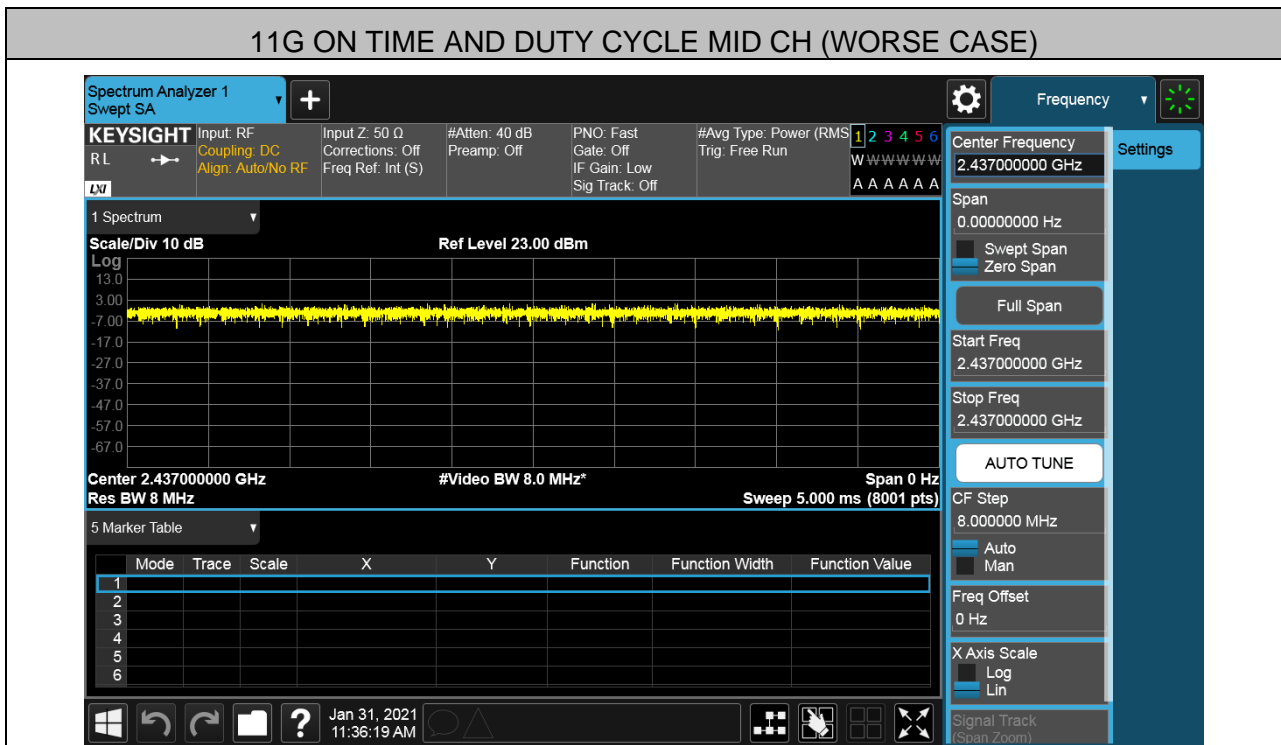 11G ON TIME AND DUTY CYCLE MID CH (WORSE CASE)
Spectrum Analyzer 1
Swept SA
Frequency
KEYSIGHT
RL
LXI
Input: RF
Coupling: DC
Align: Auto/No RF
Input Z: 50 Ω
Corrections: Off
Freq Ref: Int (S)
#Atten: 40 dB
Preamp: Off
PNO: Fast
Gate: Off
IF Gain: Low
Sig Track: Off
#Avg Type: Power (RMS
Trig: Free Run
1 2 3 4 5 6
W W W W W W
A A A A A A
1 Spectrum
Scale/Div 10 dB
Ref Level 23.00 dBm
Log
13.0
3.00
-7.00
-17.0
-27.0
-37.0
-47.0
-57.0
-67.0
Center 2.437000000 GHz
#Video BW 8.0 MHz*
Span 0 Hz
Res BW 8 MHz
Sweep 5.000 ms (8001 pts)
5 Marker Table
Mode Trace Scale X Y Function Function Width Function Value
1
2
3
4
5
6
?
Jan 31, 2021
11:36:19 AM
Center Frequency
2.437000000 GHz
Span
0.00000000 Hz
Swept Span
Zero Span
Full Span
Start Freq
2.437000000 GHz
Stop Freq
2.437000000 GHz
AUTO TUNE
CF Step
8.000000 MHz
Auto
Man
Freq Offset
0 Hz
X Axis Scale
Log
Lin
Signal Track
(Span Zoom)
Settings